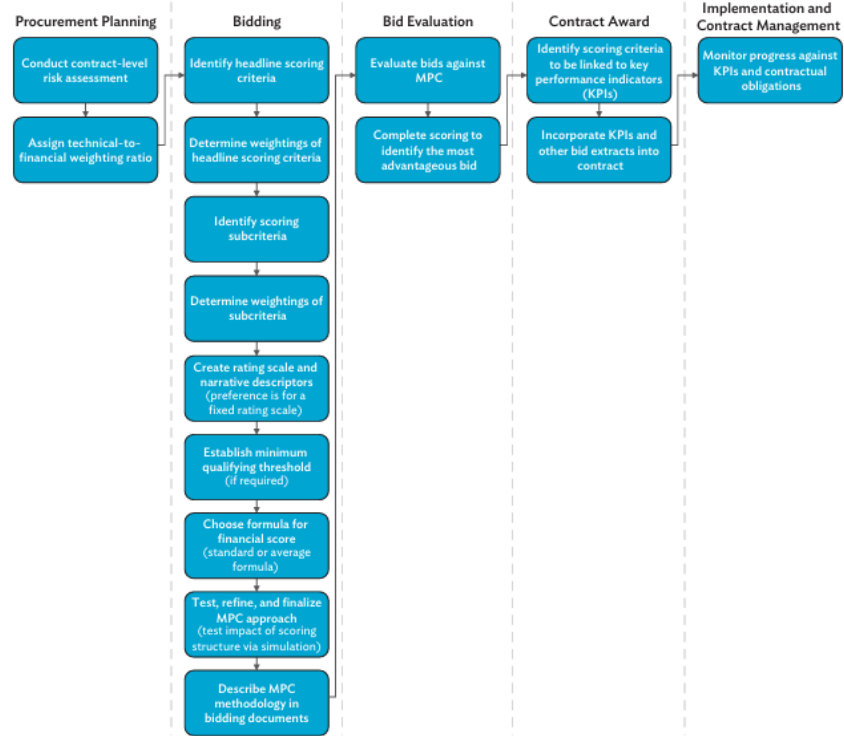 Procurement Planning
Conduct contract-level
risk assessment
Assign technical-to-
financial weighting ratio
Bidding
Identify headline scoring
criteria
Determine weightings of
headline scoring criteria
Identify scoring
subcriteria
Determine weightings of
subcriteria
Create rating scale and
narrative descriptors
(preference is for a
fixed rating scale)
Establish minimum
qualifying threshold
(if required)
Choose formula for
financial score
(standard or average
formula)
Test, refine, and finalize
MPC approach
(test impact of scoring
structure via simulation)
Describe MPC
methodology in
bidding documents
Bid Evaluation
Evaluate bids against
MPC
Complete scoring to
identify the most
advantageous bid
Contract Award
Identify scoring criteria
to be linked to key
performance indicators
(KPIs)
Incorporate KPIs and
other bid extracts into
contract
Implementation and
Contract Management
Monitor progress against
KPIs and contractual
obligations